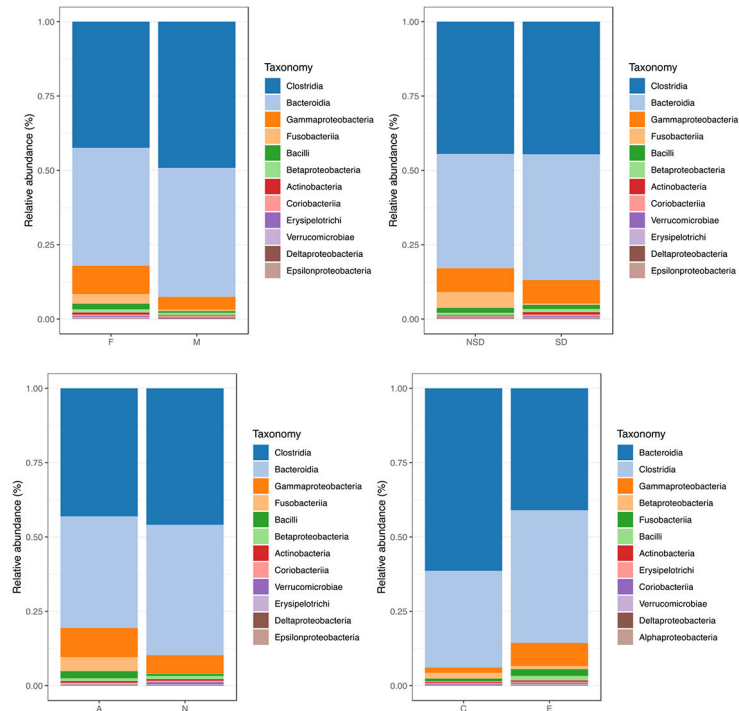 Relative abundance (%)
1.00
0.75
0.50
0.25
0.00
F
M
Taxonomy
Clostridia
Bacteroidia
Gammaproteobacteria
Fusobacteriia
Bacilli
Betaproteobacteria
Actinobacteria
Coriobacteriia
Erysipelotrichi
Verrucomicrobiae
Deltaproteobacteria
Epsilonproteobacteria
Relative abundance (%)
1.00
0.75
0.50
0.25
0.00
NSD
SD
Taxonomy
Clostridia
Bacteroidia
Gammaproteobacteria
Fusobacteriia
Bacilli
Betaproteobacteria
Actinobacteria
Coriobacteriia
Verrucomicrobiae
Erysipelotrichi
Deltaproteobacteria
Epsilonproteobacteria
Relative abundance (%)
1.00
0.75
0.50
0.25
0.00
A
N
Taxonomy
Clostridia
Bacteroidia
Gammaproteobacteria
Fusobacteriia
Bacilli
Betaproteobacteria
Actinobacteria
Coriobacteriia
Verrucomicrobiae
Erysipelotrichi
Deltaproteobacteria
Epsilonproteobacteria
Relative abundance (%)
1.00
0.75
0.50
0.25
0.00
C
E
Taxonomy
Bacteroidia
Clostridia
Gammaproteobacteria
Betaproteobacteria
Fusobacteriia
Bacilli
Actinobacteria
Erysipelotrichi
Coriobacteriia
Verrucomicrobiae
Deltaproteobacteria
Alphaproteobacteria